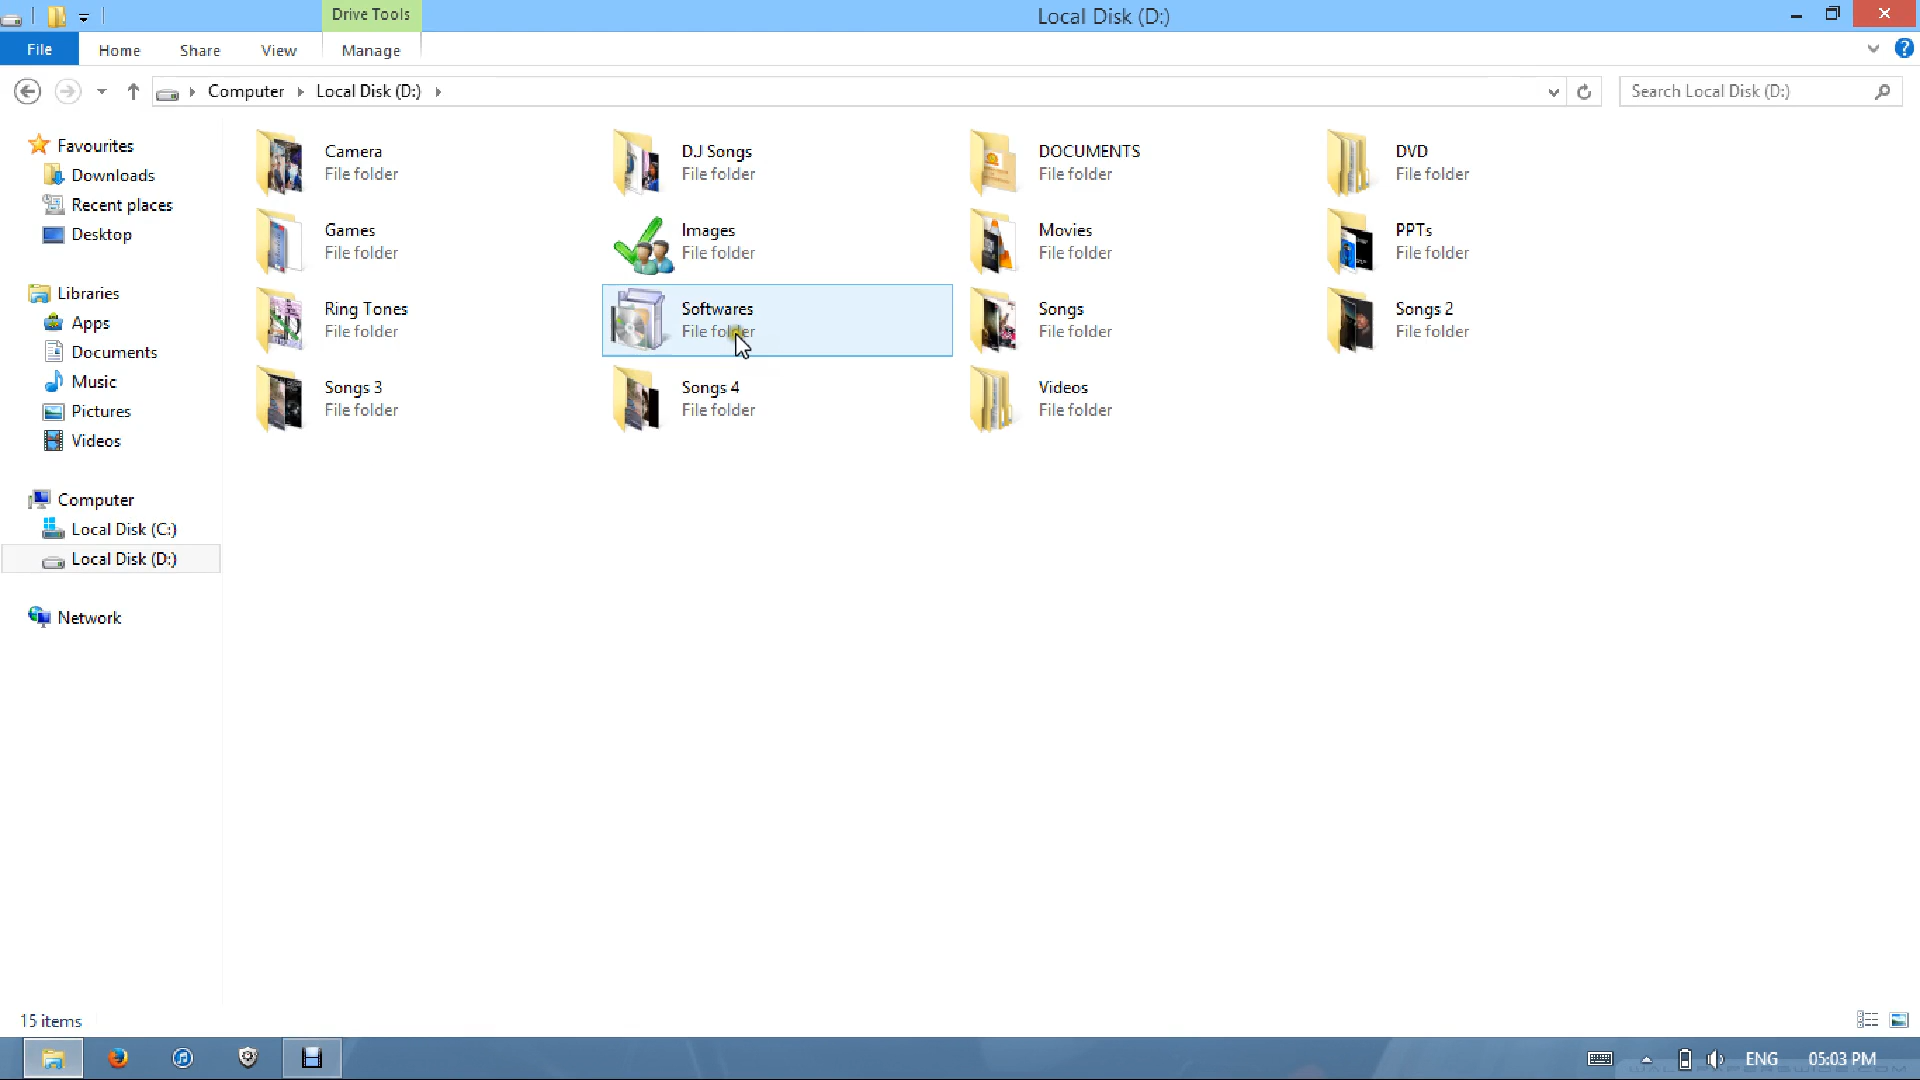 Drive Tools
Local Disk (D:)
File
Home
Share
View
Manage
Computer
Local Disk (D:)
Search Local Disk (D:)
Favourites
Downloads
Recent places
Desktop
Libraries
Apps
Documents
Music
Pictures
Videos
Computer
Local Disk (C:)
Local Disk (D:)
Network
Camera
File folder
D.J Songs
File folder
DOCUMENTS
File folder
DVD
File folder
Games
File folder
Images
File folder
Movies
File folder
PPTs
File folder
Ring Tones
File folder
Softwares
File folder
Songs
File folder
Songs 2
File folder
Songs 3
File folder
Songs 4
File folder
Videos
File folder
15 items
ENG
05:03 PM